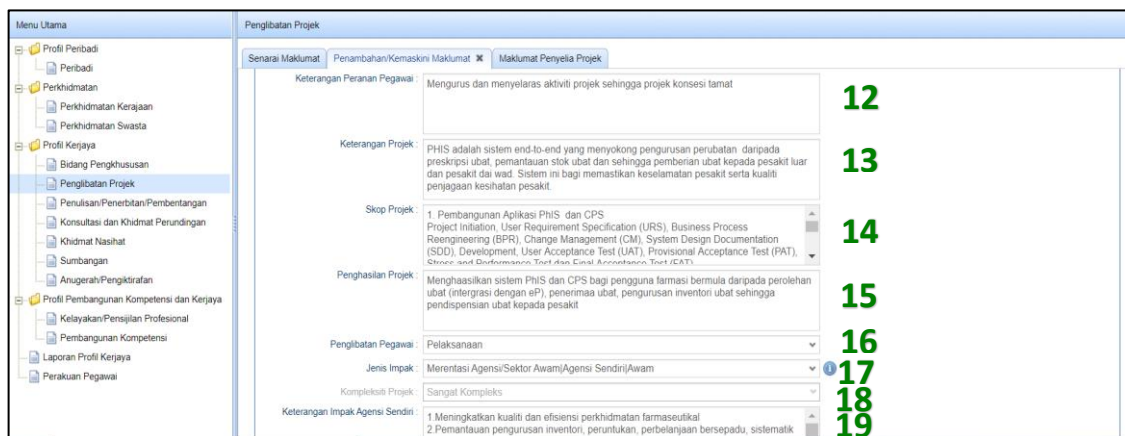 Menu Utama
Profil Peribadi
Peribadi
Perkhidmatan
Perkhidmatan Kerajaan
Perkhidmatan Swasta
Profil Kerjaya
Bidang Pengkhususan
Penglibatan Projek
Penulisan/Penerbitan/Pembentangan
Konsultasi dan Khidmat Perundingan
Khidmat Nasihat
Sumbangan
Anugerah/Pengiktirafan
Profil Pembangunan Kompetensi dan Kerjaya
Kelayakan/Pensijilan Profesional
Pembangunan Kompetensi
Laporan Profil Kerjaya
Perakuan Pegawai
Penglibatan Projek
Senarai Maklumat Penambahan/Kemaskini Maklumat Maklumat Penyelia Projek
Keterangan Peranan Pegawai :
Mengurus dan menyelaras aktiviti projek sehingga projek konsesi tamat
12
Keterangan Projek :
PHIS adalah sistem end-to-end yang menyokong pengurusan perubatan daripada
preskripsi ubat, pemantauan stok ubat dan sehingga pemberian ubat kepada pesakit luar
dan pesakit dai wad. Sistem ini bagi memastikan keselamatan pesakit serta kualiti
penjagaan kesihatan pesakit.
13
Skop Projek :
1. Pembangunan Aplikasi PhIS dan CPS
Project Initiation, User Requirement Specification (URS), Business Process
Reengineering (BPR), Change Management (CM), System Design Documentation
(SDD), Development, User Acceptance Test (UAT), Provisional Acceptance Test (PAT),
Stress and Performance Test dan Final Acceptance Test (FAT)
14
Penghasilan Projek :
Menghaasilkan sistem PhIS dan CPS bagi pengguna farmasi bermula daripada perolehan
ubat (intergrasi dengan eP), penerimaa ubat, pengurusan inventori ubat sehingga
pendispensian ubat kepada pesakit
15
Penglibatan Pegawai : Pelaksanaan
16
Jenis Impak : Merentasi Agensi/Sektor Awam|Agensi Sendiri|Awam
17
Kompleksiti Projek : Sangat Kompleks
18
Keterangan Impak Agensi Sendiri :
1.Meningkatkan kualiti dan efisiensi perkhidmatan farmaseutikal
2.Pemantauan pengurusan inventori, peruntukan, perbelanjaan bersepadu, sistematik
19